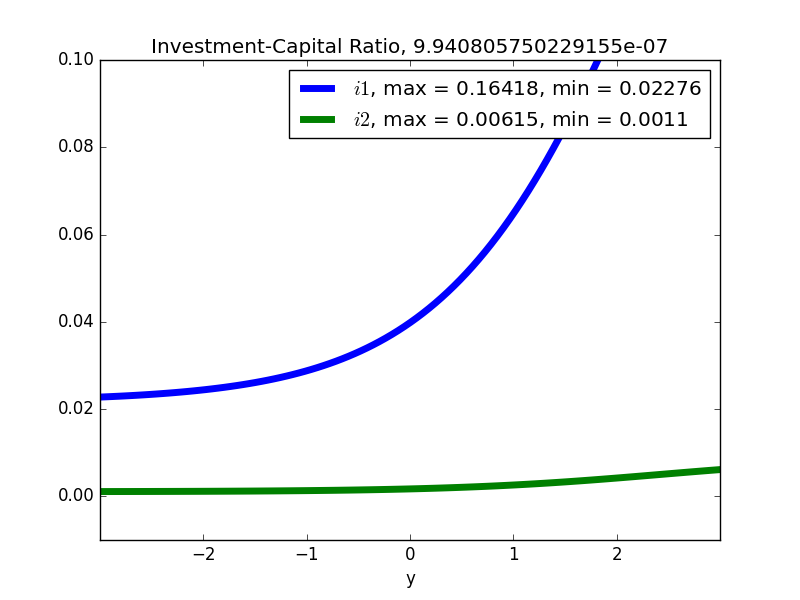 Investment-Capital Ratio, 9.940805750229155e-07
0.10
i1, max = 0.16418, min = 0.02276
i2, max = 0.00615, min = 0.0011
0.08
0.06
0.04
0.02
0.00
−2 −1 0 1 2
y